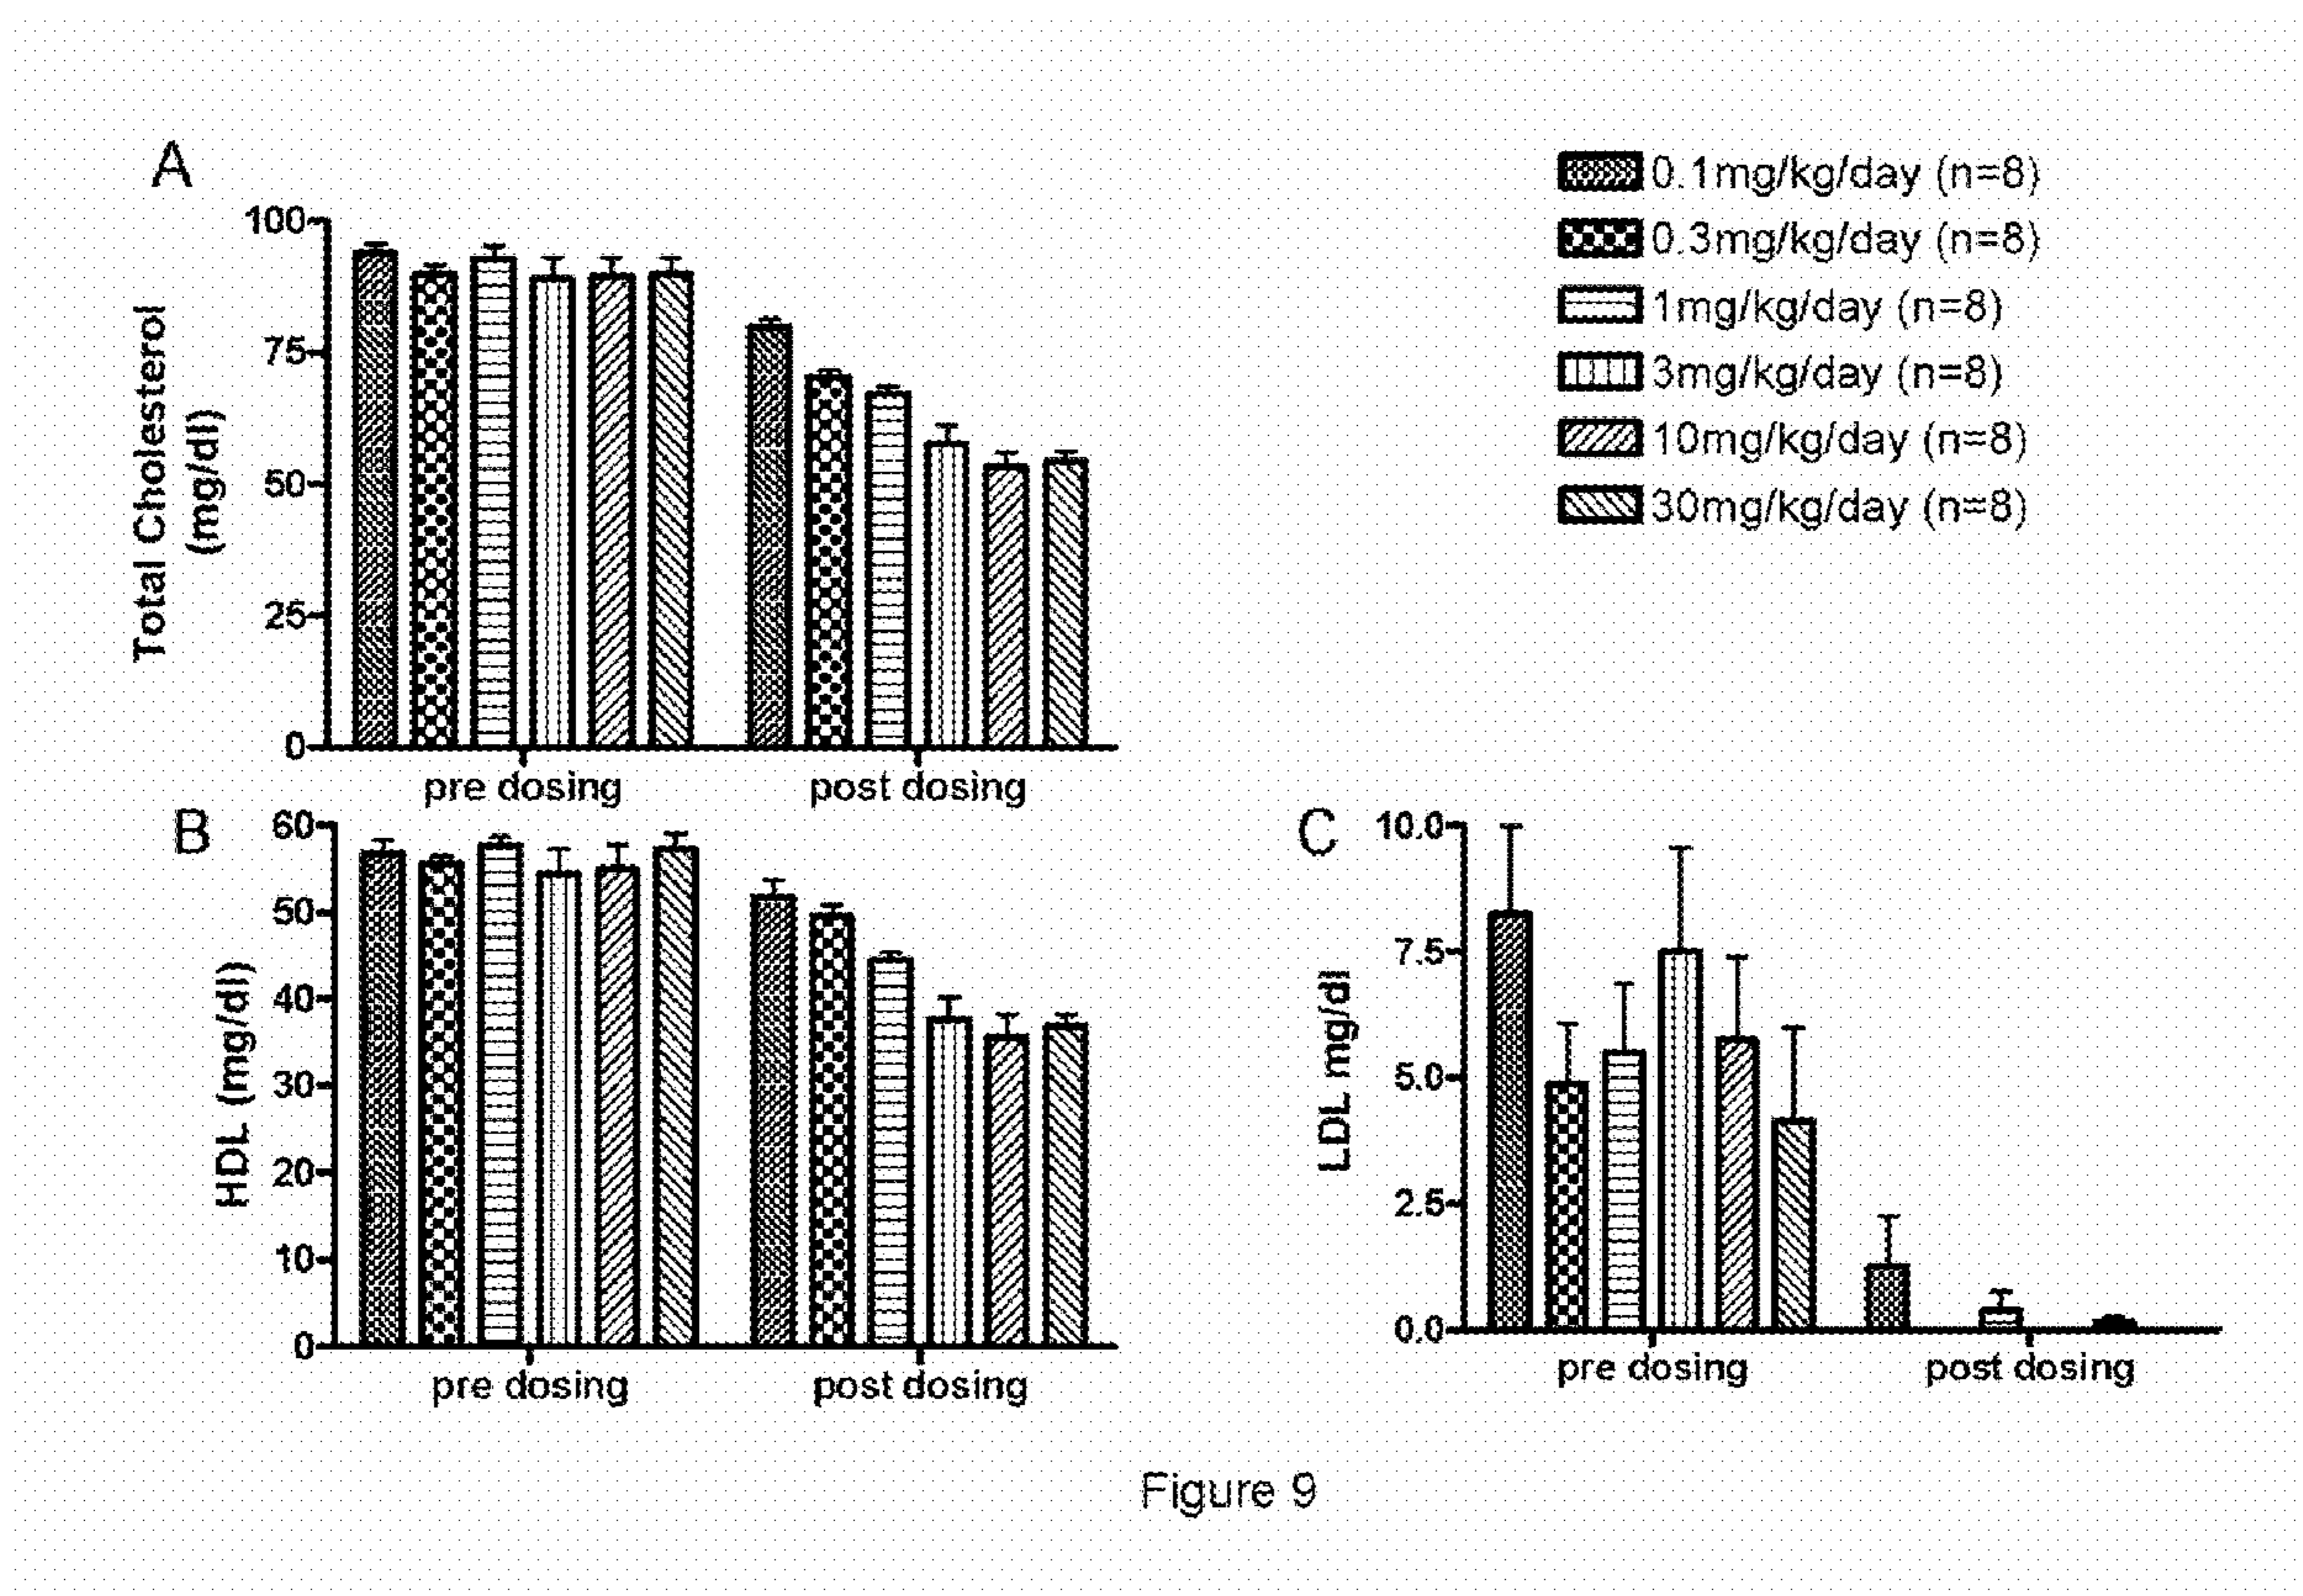 A
100
75
50
25
0
Total Cholesterol
(mg/dl)
pre dosing
post dosing
0.1mg/kg/day (n=8)
0.3mg/kg/day (n=8)
1mg/kg/day (n=8)
3mg/kg/day (n=8)
10mg/kg/day (n=8)
30mg/kg/day (n=8)
B
60
50
40
30
20
10
0
HDL (mg/dl)
pre dosing
post dosing
C
10.0
7.5
5.0
2.5
0.0
LDL mg/dl
pre dosing
post dosing
Figure 9